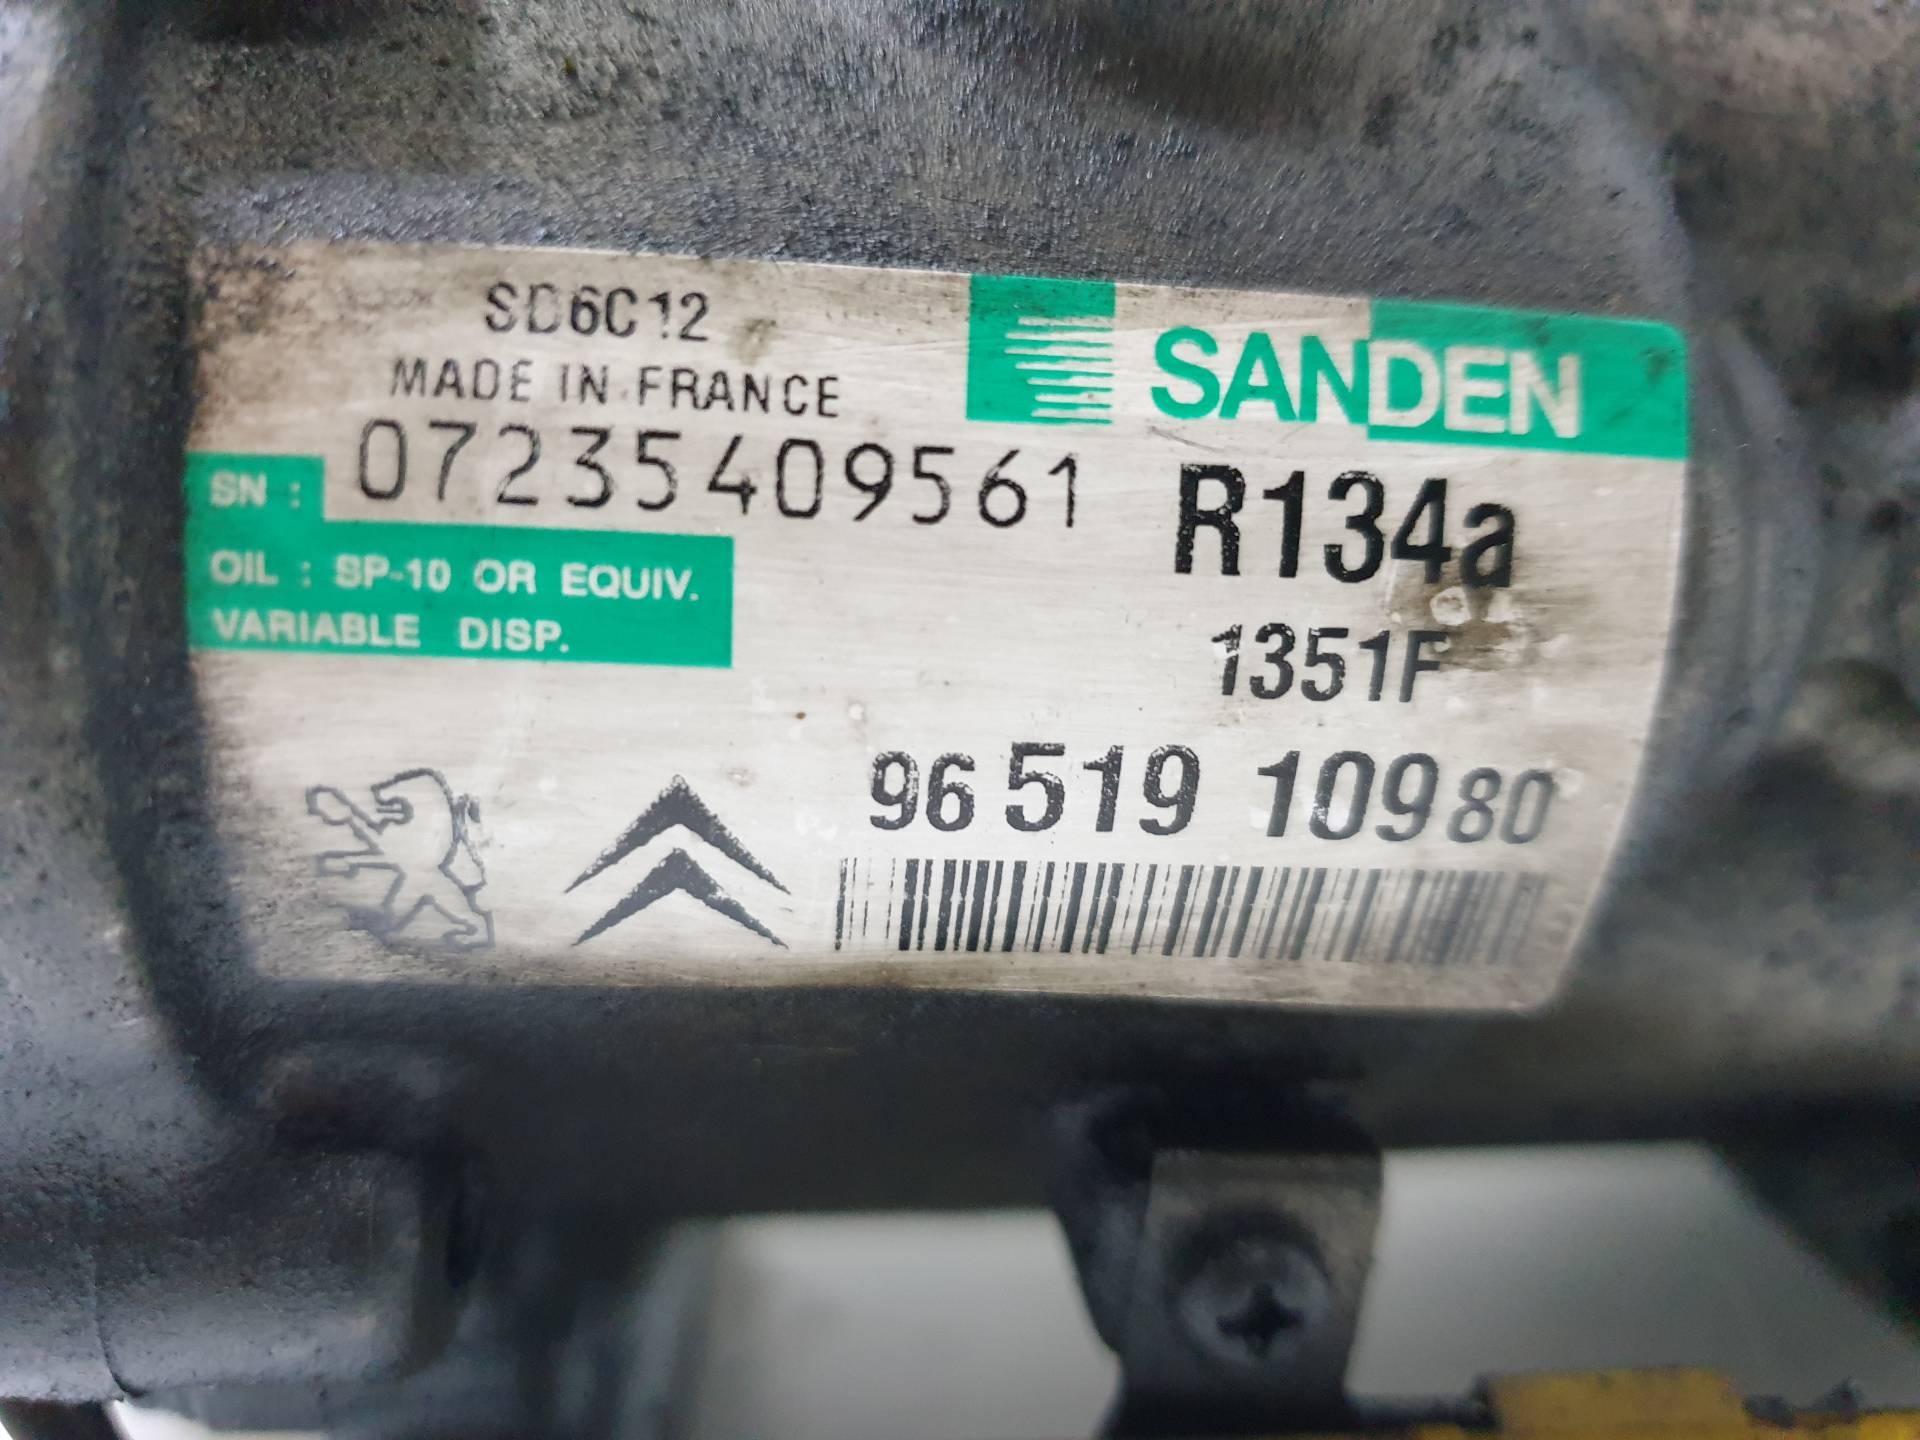 SD6C12
MADE IN FRANCE
SANDEN
SN : 07235409561
R134a
OIL : SP-10 OR EQUIV.
VARIABLE DISP.
1351F
96 519 109 80